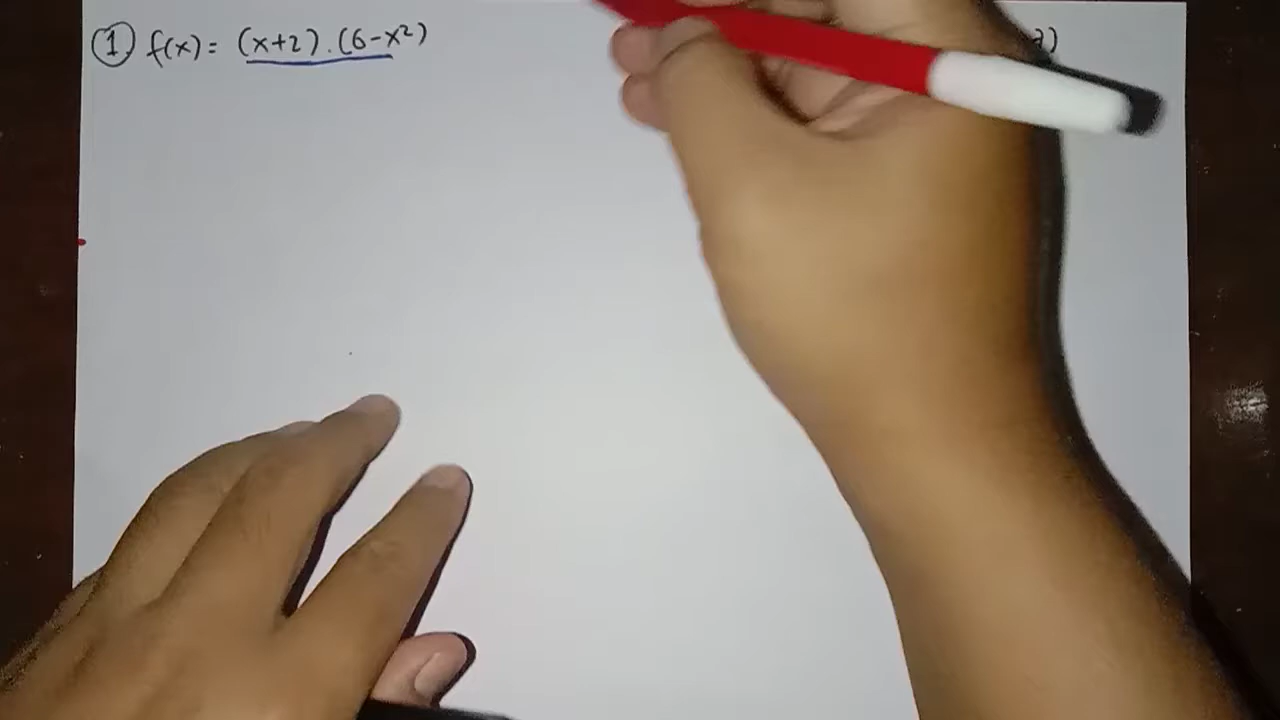 ① f(x) = (x+2) . (6-x²)